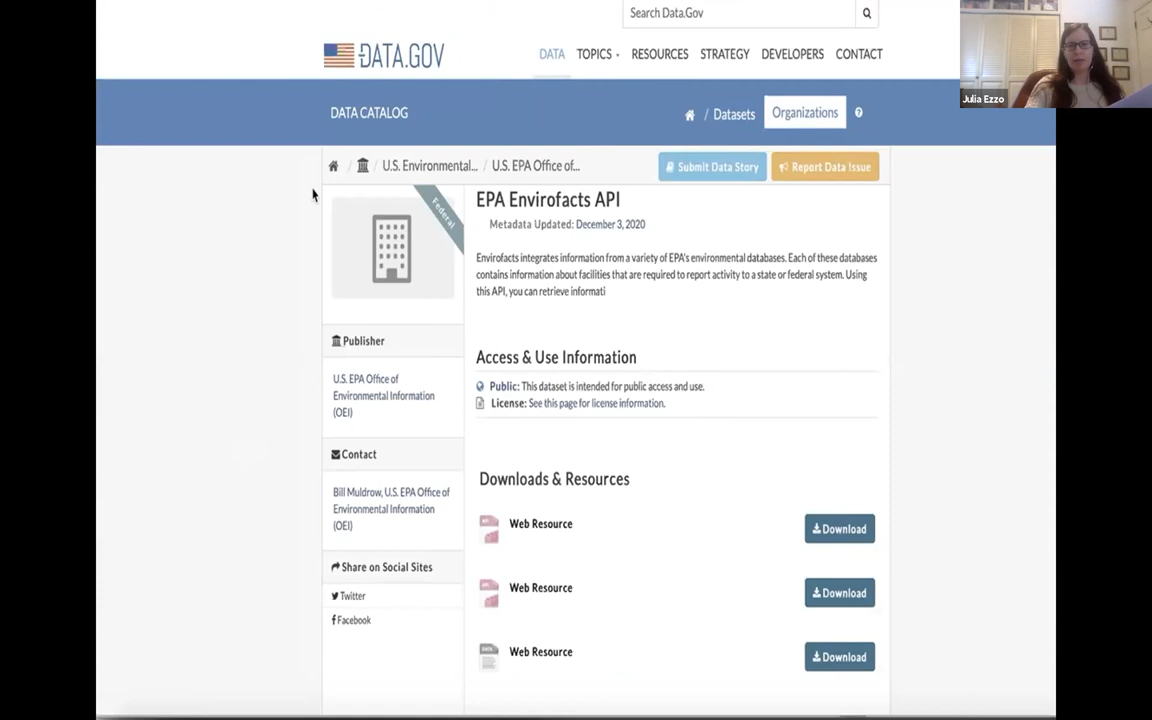 Search Data.Gov
DATA.GOV
DATA TOPICS RESOURCES STRATEGY DEVELOPERS CONTACT
Julia Ezzo
DATA CATALOG
/ Datasets Organizations ?
/ / U.S. Environmental... / U.S. EPA Office of...
Submit Data Story Report Data Issue
Federal
EPA Envirofacts API
Metadata Updated: December 3, 2020
Envirofacts integrates information from a variety of EPA's environmental databases. Each of these databases
contains information about facilities that are required to report activity to a state or federal system. Using
this API, you can retrieve informati
Publisher
U.S. EPA Office of
Environmental Information
(OEI)
Contact
Bill Muldrow, U.S. EPA Office of
Environmental Information
(OEI)
Share on Social Sites
Twitter
Facebook
Access & Use Information
Public: This dataset is intended for public access and use.
License: See this page for license information.
Downloads & Resources
Web Resource Download
Web Resource Download
Web Resource Download